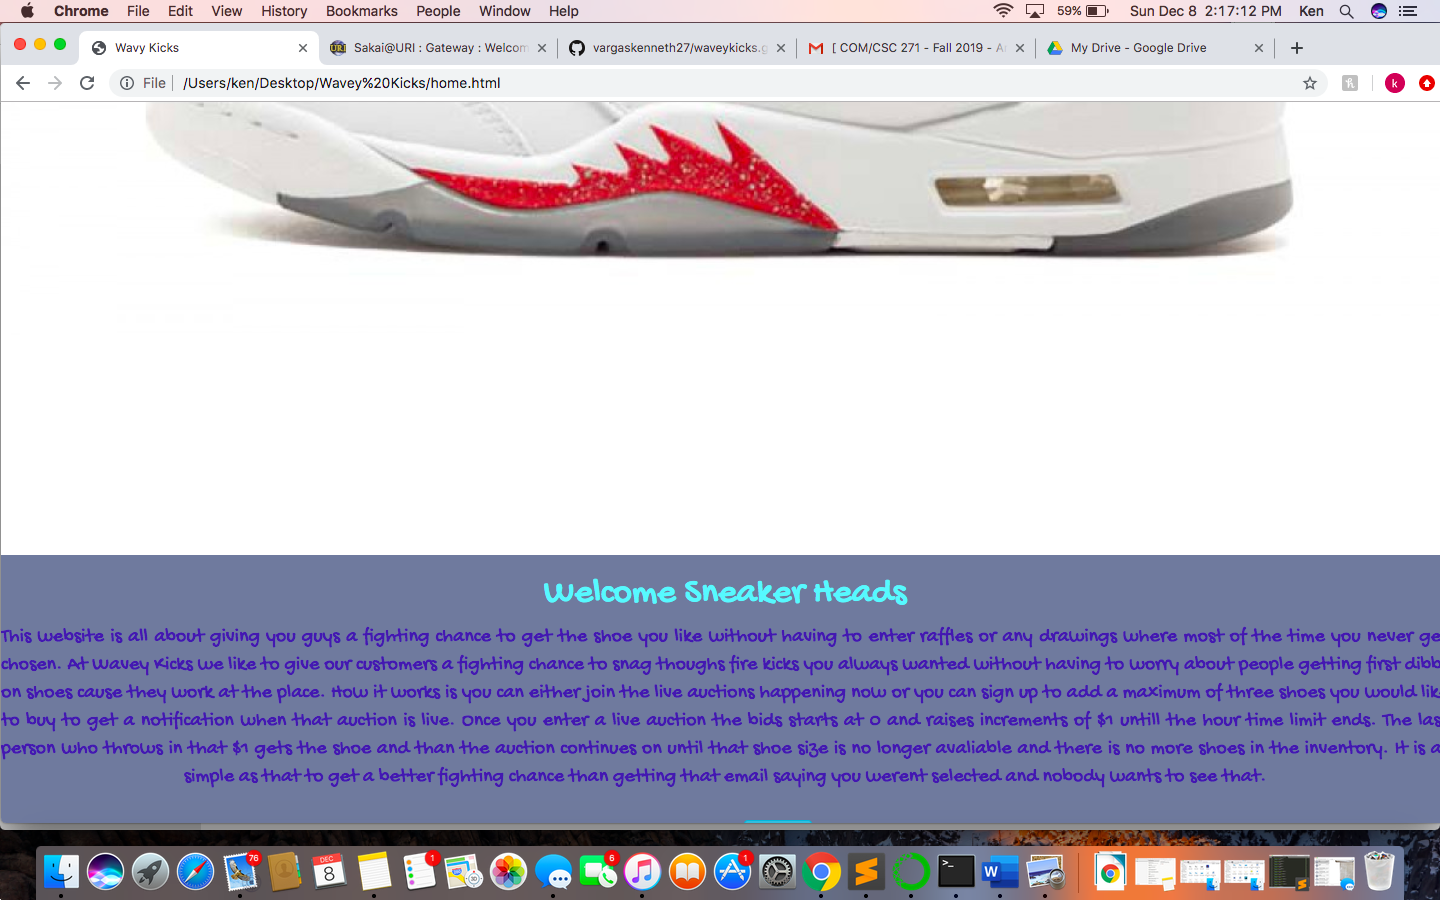 Chrome File Edit View History Bookmarks People Window Help 59% Sun Dec 8 2:17:12 PM Ken
Wavy Kicks Sakai@URI : Gateway : Welcom vargaskenneth27/waveykicks.g [ COM/CSC 271 - Fall 2019 - A My Drive - Google Drive
File /Users/ken/Desktop/Wavey%20Kicks/home.html k
Welcome Sneaker Heads
This website is all about giving you guys a fighting chance to get the shoe you like without having to enter raffles or any drawings where most of the time you never ge
chosen. At Wavey Kicks we like to give our customers a fighting chance to snag thoughs fire kicks you always wanted without having to worry about people getting first dibb
on shoes cause they work at the place. How it works is you can either join the live auctions happening now or you can sign up to add a maximum of three shoes you would lik
to buy to get a notification when that auction is live. Once you enter a live auction the bids starts at 0 and raises increments of $1 untill the hour time limit ends. The las
person who throws in that $1 gets the shoe and than the auction continues on until that shoe size is no longer avaliable and there is no more shoes in the inventory. It is a
simple as that to get a better fighting chance than getting that email saying you werent selected and nobody wants to see that.
76 DEC 8 1 6 1 1 >_ W